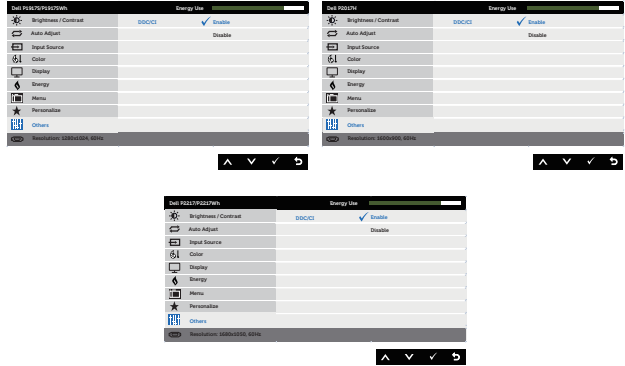 Dell P1917S/P1917SWh Energy Use
Brightness / Contrast DDC/CI Enable
Auto Adjust Disable
Input Source
Color
Display
Energy
Menu
Personalize
Others
Resolution: 1280x1024, 60Hz
Dell P2017H Energy Use
Brightness / Contrast DDC/CI Enable
Auto Adjust Disable
Input Source
Color
Display
Energy
Menu
Personalize
Others
Resolution: 1600x900, 60Hz
Dell P2217/P2217Wh Energy Use
Brightness / Contrast DDC/CI Enable
Auto Adjust Disable
Input Source
Color
Display
Energy
Menu
Personalize
Others
Resolution: 1680x1050, 60Hz